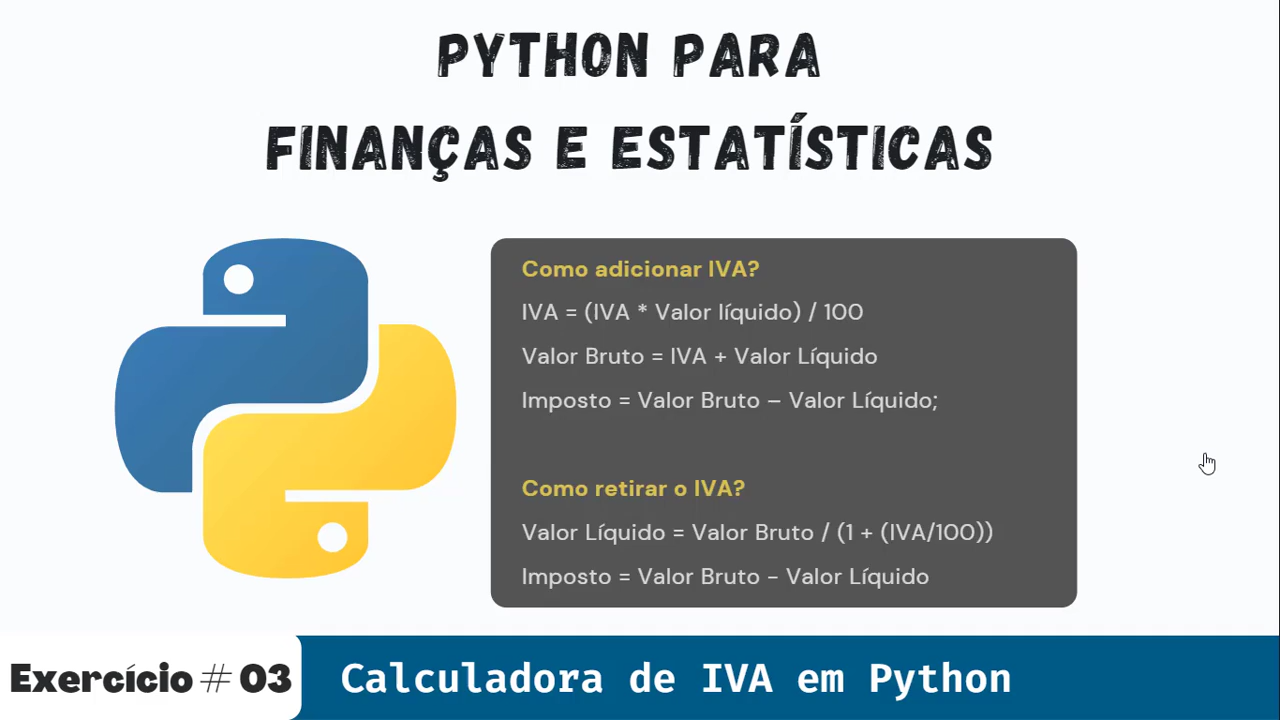 PYTHON PARA
FINANÇAS E ESTATÍSTICAS
Como adicionar IVA?
IVA = (IVA * Valor líquido) / 100
Valor Bruto = IVA + Valor Líquido
Imposto = Valor Bruto – Valor Líquido;
Como retirar o IVA?
Valor Líquido = Valor Bruto / (1 + (IVA/100))
Imposto = Valor Bruto - Valor Líquido
Exercício # 03
Calculadora de IVA em Python